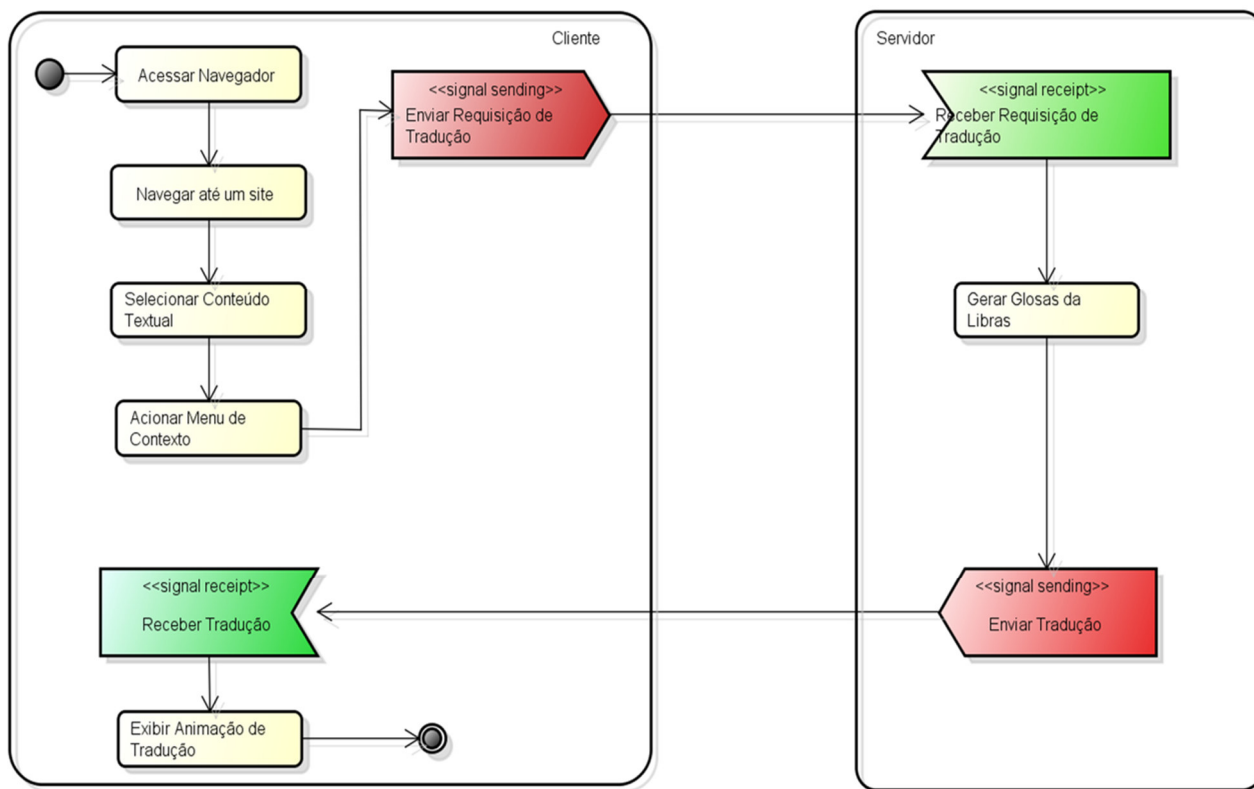 Cliente
Acessar Navegador
Navegar até um site
Selecionar Conteúdo
Textual
Acionar Menu de
Contexto
<<signal sending>>
Enviar Requisição de
Tradução
Servidor
<<signal receipt>>
Receber Requisição de
Tradução
Gerar Glosas da
Libras
<<signal sending>>
Enviar Tradução
<<signal receipt>>
Receber Tradução
Exibir Animação de
Tradução